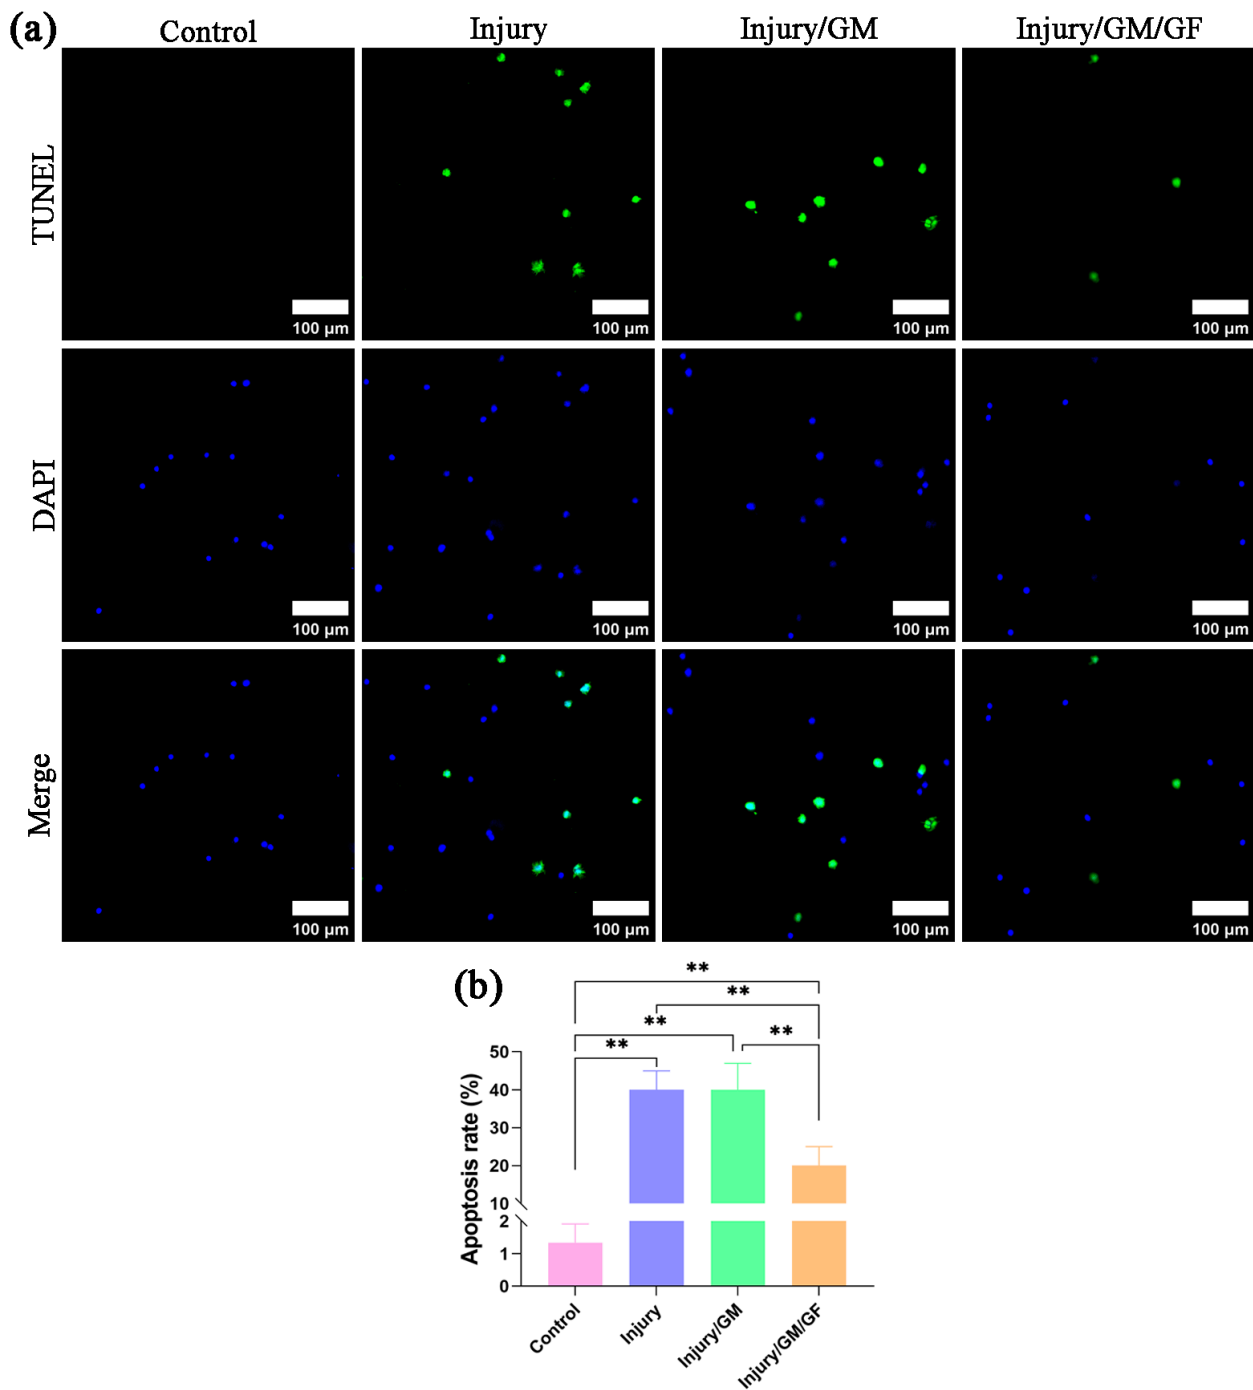 (a)
Control Injury Injury/GM Injury/GM/GF
TUNEL
100 µm 100 µm 100 µm 100 µm
DAPI
100 µm 100 µm 100 µm 100 µm
Merge
100 µm 100 µm 100 µm 100 µm
(b)
**
**
**
**
**
Apoptosis rate (%)
50
40
30
20
10
2
1
0
Control Injury Injury/GM Injury/GM/GF